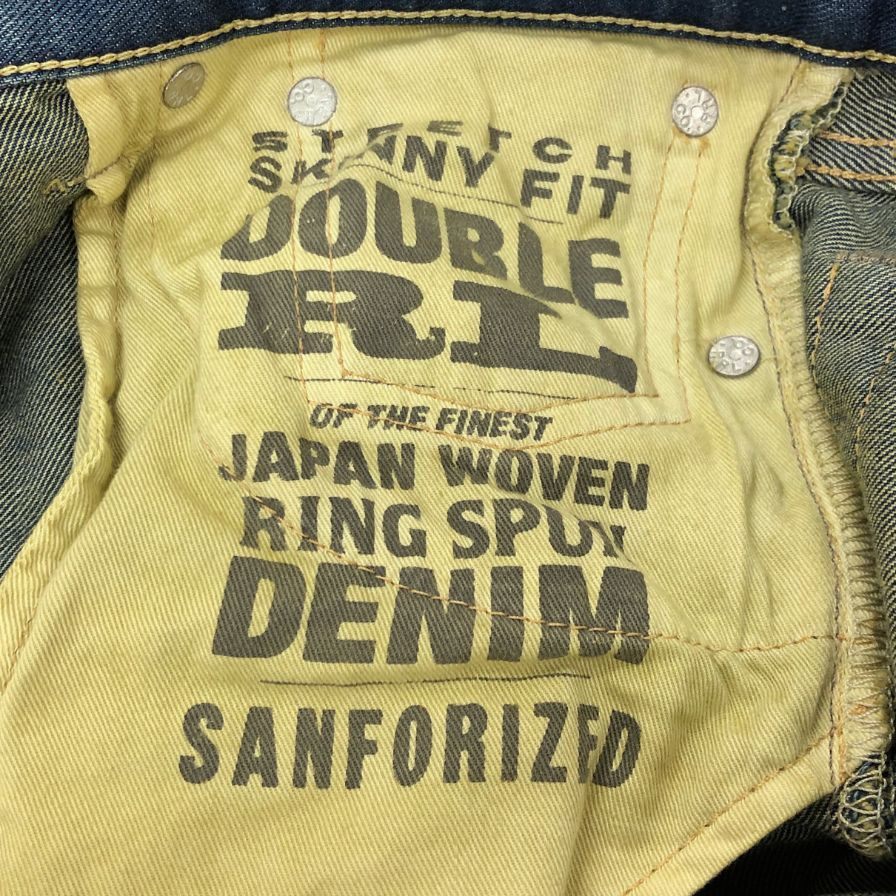 STRETCH
SKINNY FIT
DOUBLE
RL
OF THE FINEST
JAPAN WOVEN
RING SPUN
DENIM
SANFORIZED